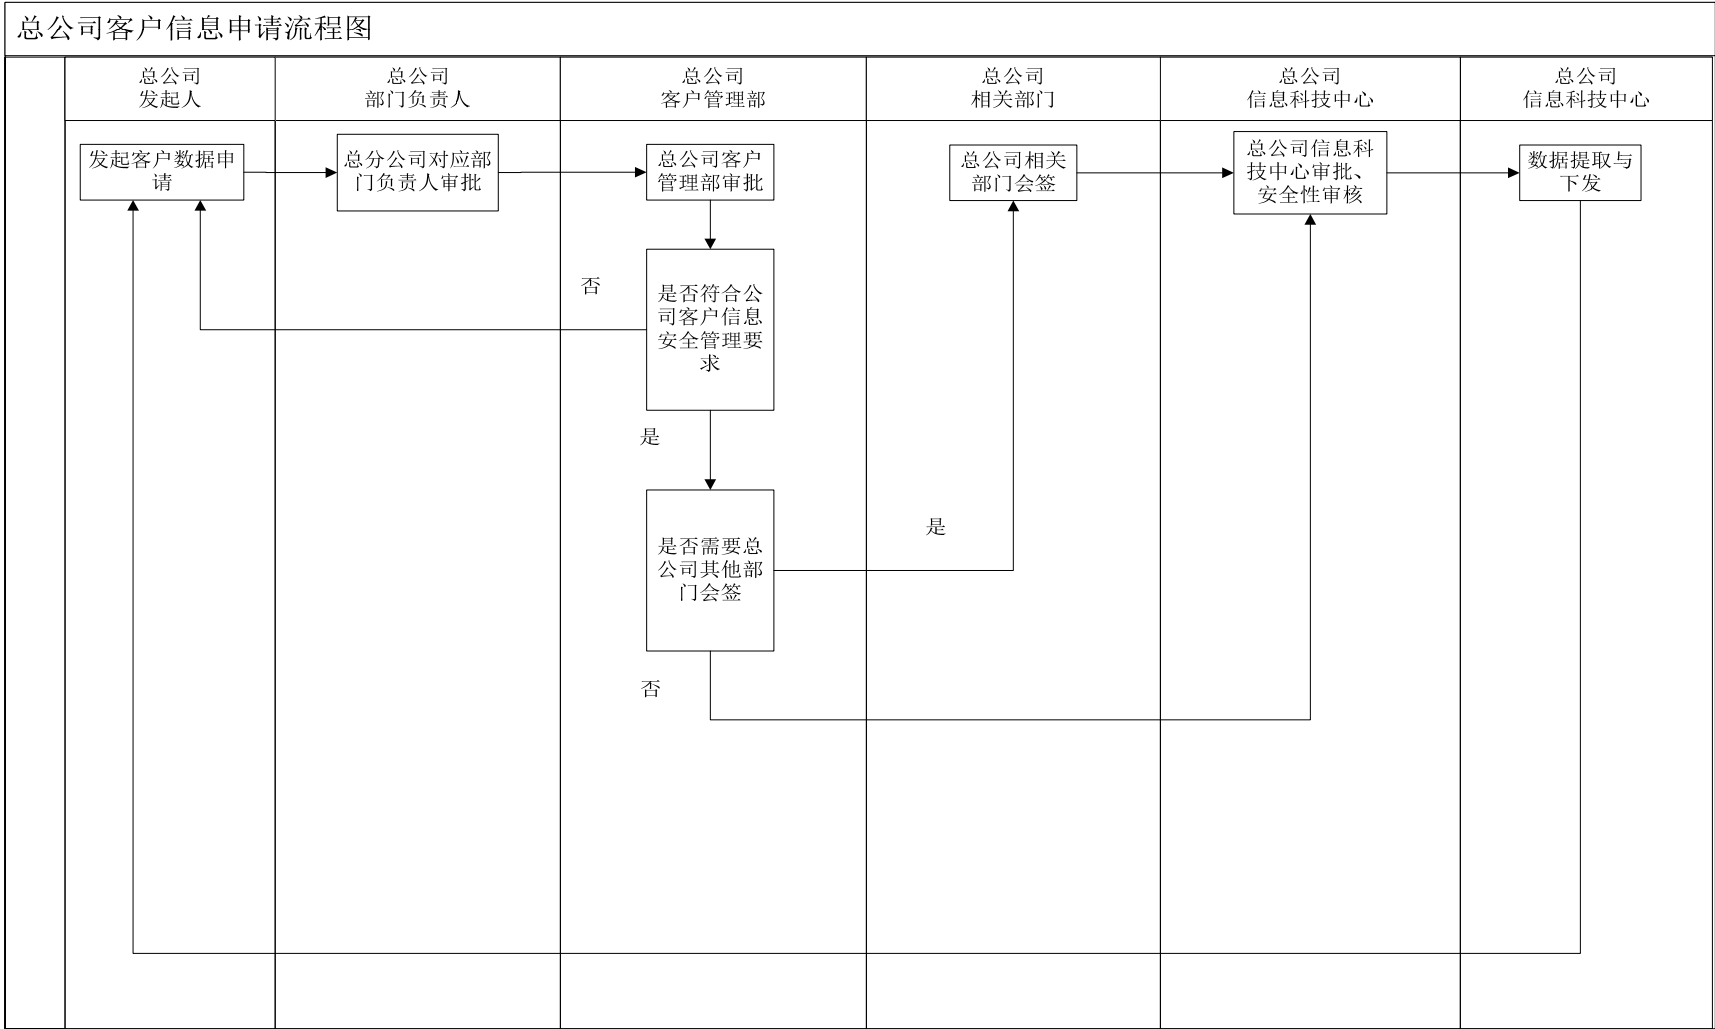 总公司客户信息申请流程图
总公司
发起人
总公司
部门负责人
总公司
客户管理部
总公司
相关部门
总公司
信息科技中心
总公司
信息科技中心
发起客户数据申
请
总分公司对应部
门负责人审批
总公司客户
管理部审批
总公司相关
部门会签
总公司信息科
技中心审批、
安全性审核
数据提取与
下发
否
是否符合公
司客户信息
安全管理要
求
是
是否需要总
公司其他部
门会签
是
否